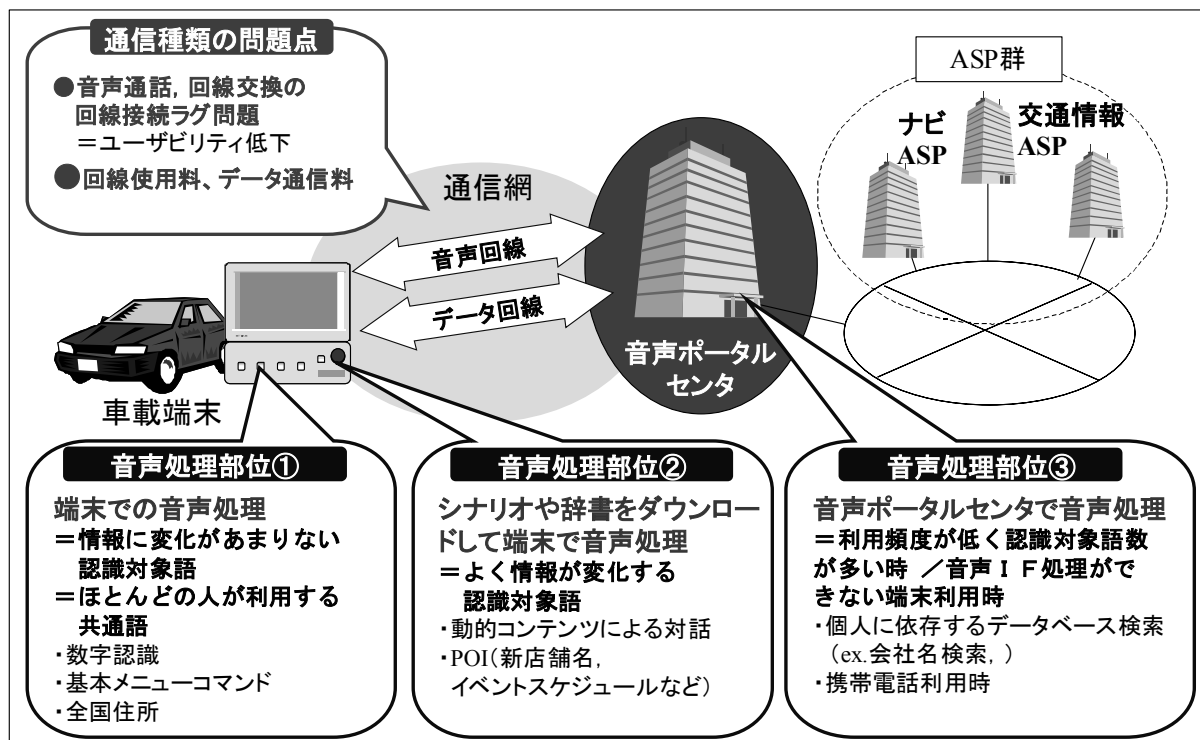 通信種類の問題点
●音声通話，回線交換の
回線接続ラグ問題
＝ユーザビリティ低下
●回線使用料、データ通信料
通信網
音声回線
データ回線
車載端末
音声ポータル
センタ
ASP群
ナビ
ASP
交通情報
ASP
音声処理部位①
端末での音声処理
＝情報に変化があまりない
認識対象語
＝ほとんどの人が利用する
共通語
・数字認識
・基本メニューコマンド
・全国住所
音声処理部位②
シナリオや辞書をダウンロー
ドして端末で音声処理
＝よく情報が変化する
認識対象語
・動的コンテンツによる対話
・POI（新店舗名，
イベントスケジュールなど）
音声処理部位③
音声ポータルセンタで音声処理
＝利用頻度が低く認識対象語数
が多い時 ／音声ＩＦ処理がで
きない端末利用時
・個人に依存するデータベース検索
（ex.会社名検索，）
・携帯電話利用時